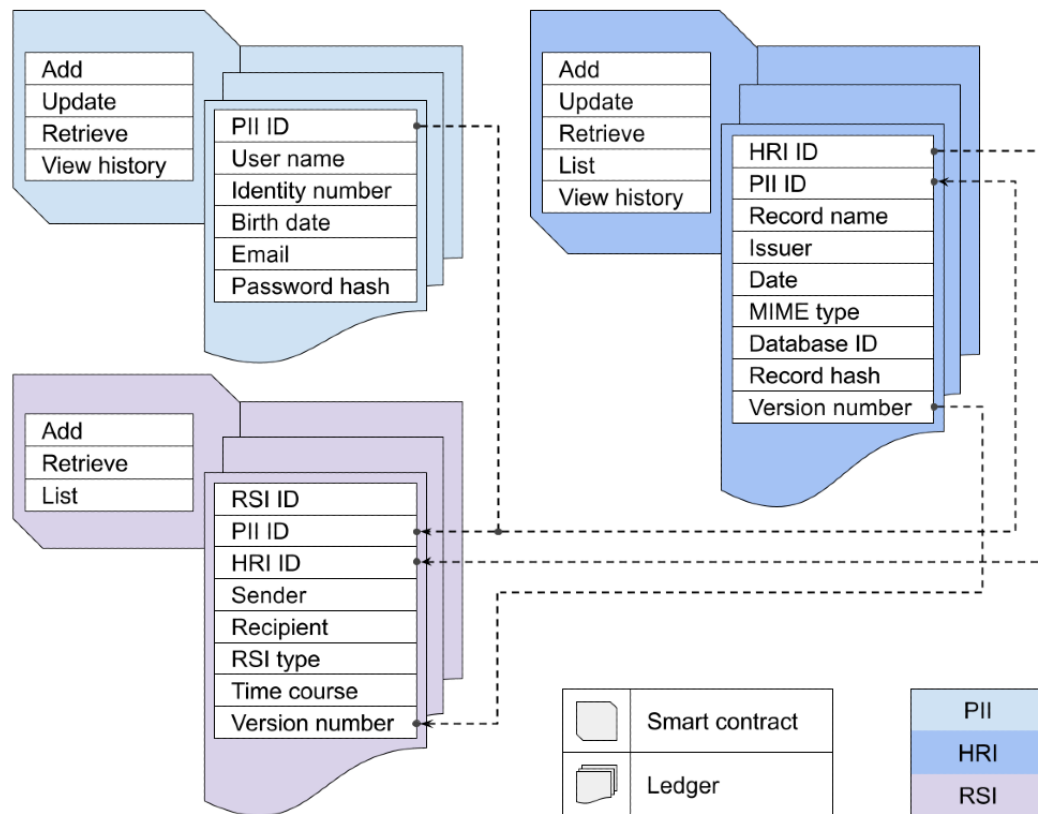 Add
Update
Retrieve
View history
PII ID
User name
Identity number
Birth date
Email
Password hash
Add
Update
Retrieve
List
View history
HRI ID
PII ID
Record name
Issuer
Date
MIME type
Database ID
Record hash
Version number
Add
Retrieve
List
RSI ID
PII ID
HRI ID
Sender
Recipient
RSI type
Time course
Version number
Smart contract
Ledger
PII
HRI
RSI